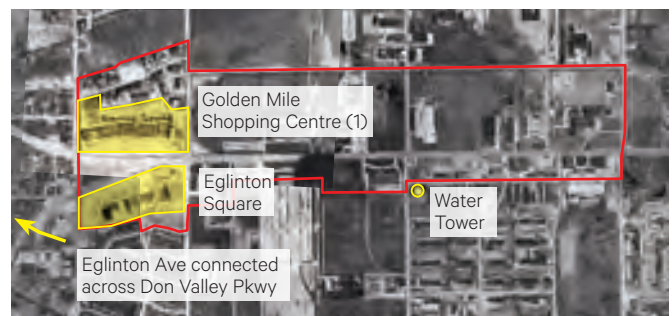 Golden Mile
Shopping Centre (1)
Eglinton
Square
Water
Tower
Eglinton Ave connected
across Don Valley Pkwy